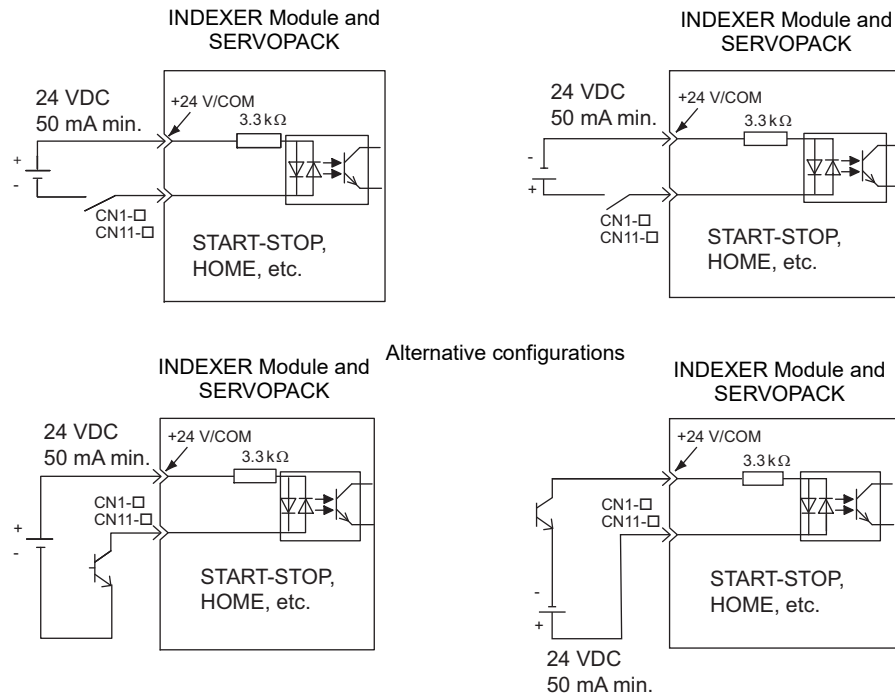 INDEXER Module and
SERVOPACK
24 VDC
50 mA min.
+24 V/COM
3.3 kΩ
+
-
CN1-□
CN11-□
START-STOP,
HOME, etc.
INDEXER Module and
SERVOPACK
24 VDC
50 mA min.
+24 V/COM
3.3 kΩ
-
+
CN1-□
CN11-□
START-STOP,
HOME, etc.
Alternative configurations
INDEXER Module and
SERVOPACK
24 VDC
50 mA min.
+24 V/COM
3.3 kΩ
CN1-□
CN11-□
+
-
START-STOP,
HOME, etc.
INDEXER Module and
SERVOPACK
+24 V/COM
3.3 kΩ
CN1-□
CN11-□
START-STOP,
HOME, etc.
-
+
24 VDC
50 mA min.